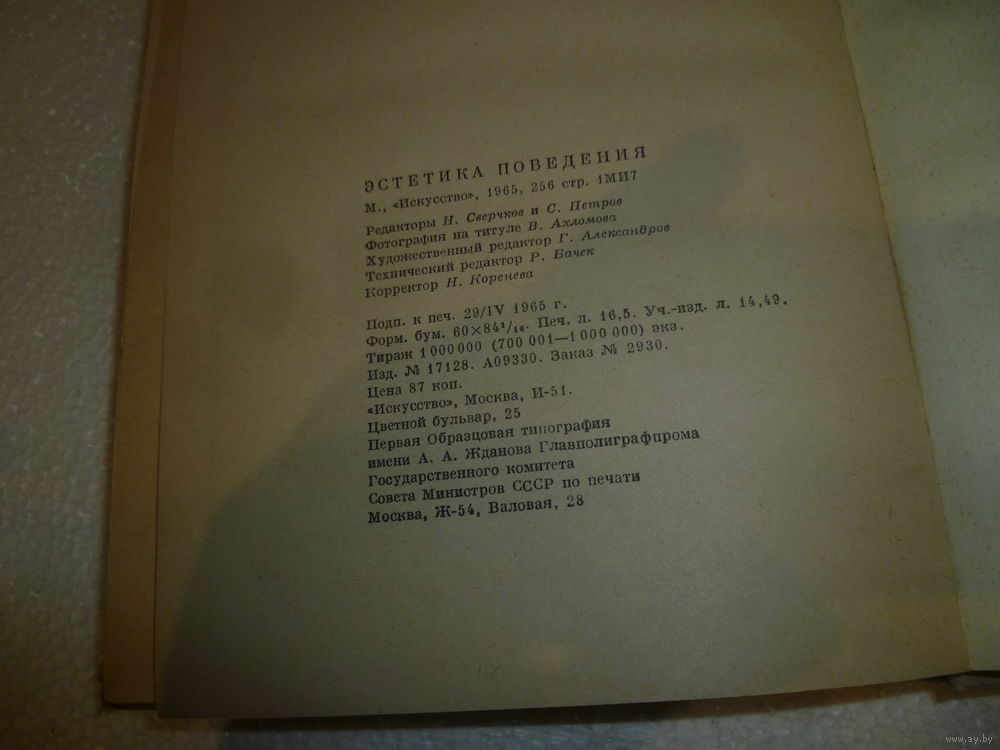 ЭСТЕТИКА ПОВЕДЕНИЯ
М., «Искусство», 1965, 256 стр. 1МИ7
Редакторы Н. Сверчков и С. Петров
Фотография на титуле В. Ахломова
Художественный редактор Г. Александров
Технический редактор Р. Бачек
Корректор Н. Коренева
Подп. к печ. 29/IV 1965 г.
Форм. бум. 60×84¹/₁₆. Печ. л. 16,5. Уч.-изд. л. 14,49.
Тираж 1 000 000 (700 001—1 000 000) экз.
Изд. № 17128. А09330. Заказ № 2930.
Цена 87 коп.
«Искусство», Москва, И-51.
Цветной бульвар, 25
Первая Образцовая типография
имени А. А. Жданова Главполиграфпрома
Государственного комитета
Совета Министров СССР по печати
Москва, Ж-54, Валовая, 28
www.ay.by